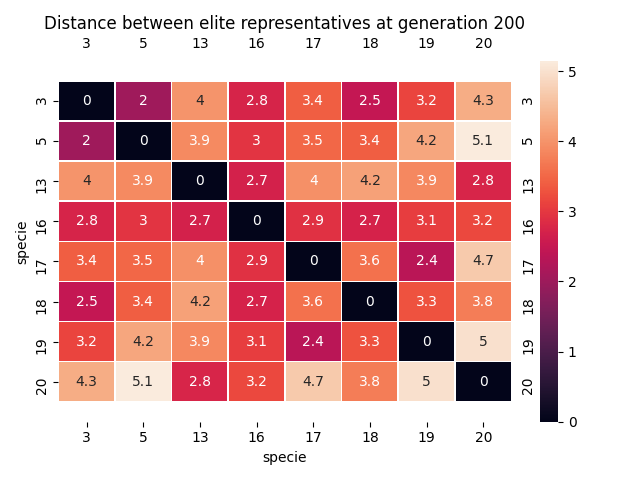 Distance between elite representatives at generation 200
3 5 13 16 17 18 19 20
3 0 2 4 2.8 3.4 2.5 3.2 4.3 3
5 2 0 3.9 3 3.5 3.4 4.2 5.1 5
13 4 3.9 0 2.7 4 4.2 3.9 2.8 13
16 2.8 3 2.7 0 2.9 2.7 3.1 3.2 16
17 3.4 3.5 4 2.9 0 3.6 2.4 4.7 17
18 2.5 3.4 4.2 2.7 3.6 0 3.3 3.8 18
19 3.2 4.2 3.9 3.1 2.4 3.3 0 5 19
20 4.3 5.1 2.8 3.2 4.7 3.8 5 0 20
3 5 13 16 17 18 19 20
specie
specie
5
4
3
2
1
0